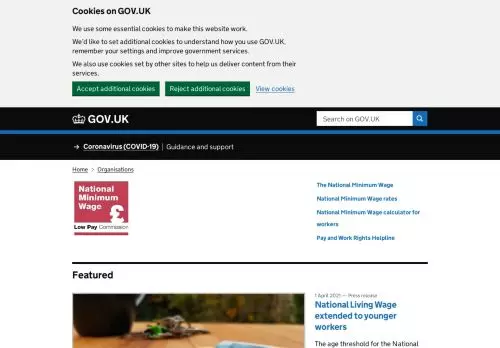 Cookies on GOV.UK
We use some essential cookies to make this website work.
We'd like to set additional cookies to understand how you use GOV.UK,
remember your settings and improve government services.
We also use cookies set by other sites to help us deliver content from their
services.
Accept additional cookies
Reject additional cookies
View cookies
GOV.UK
Search on GOV.UK
→ Coronavirus (COVID-19) | Guidance and support
Home > Organisations
National
Minimum
Wage
£
Low Pay Commission
The National Minimum Wage
National Minimum Wage rates
National Minimum Wage calculator for
workers
Pay and Work Rights Helpline
Featured
1 April 2021 — Press release
National Living Wage
extended to younger
workers
The age threshold for the National